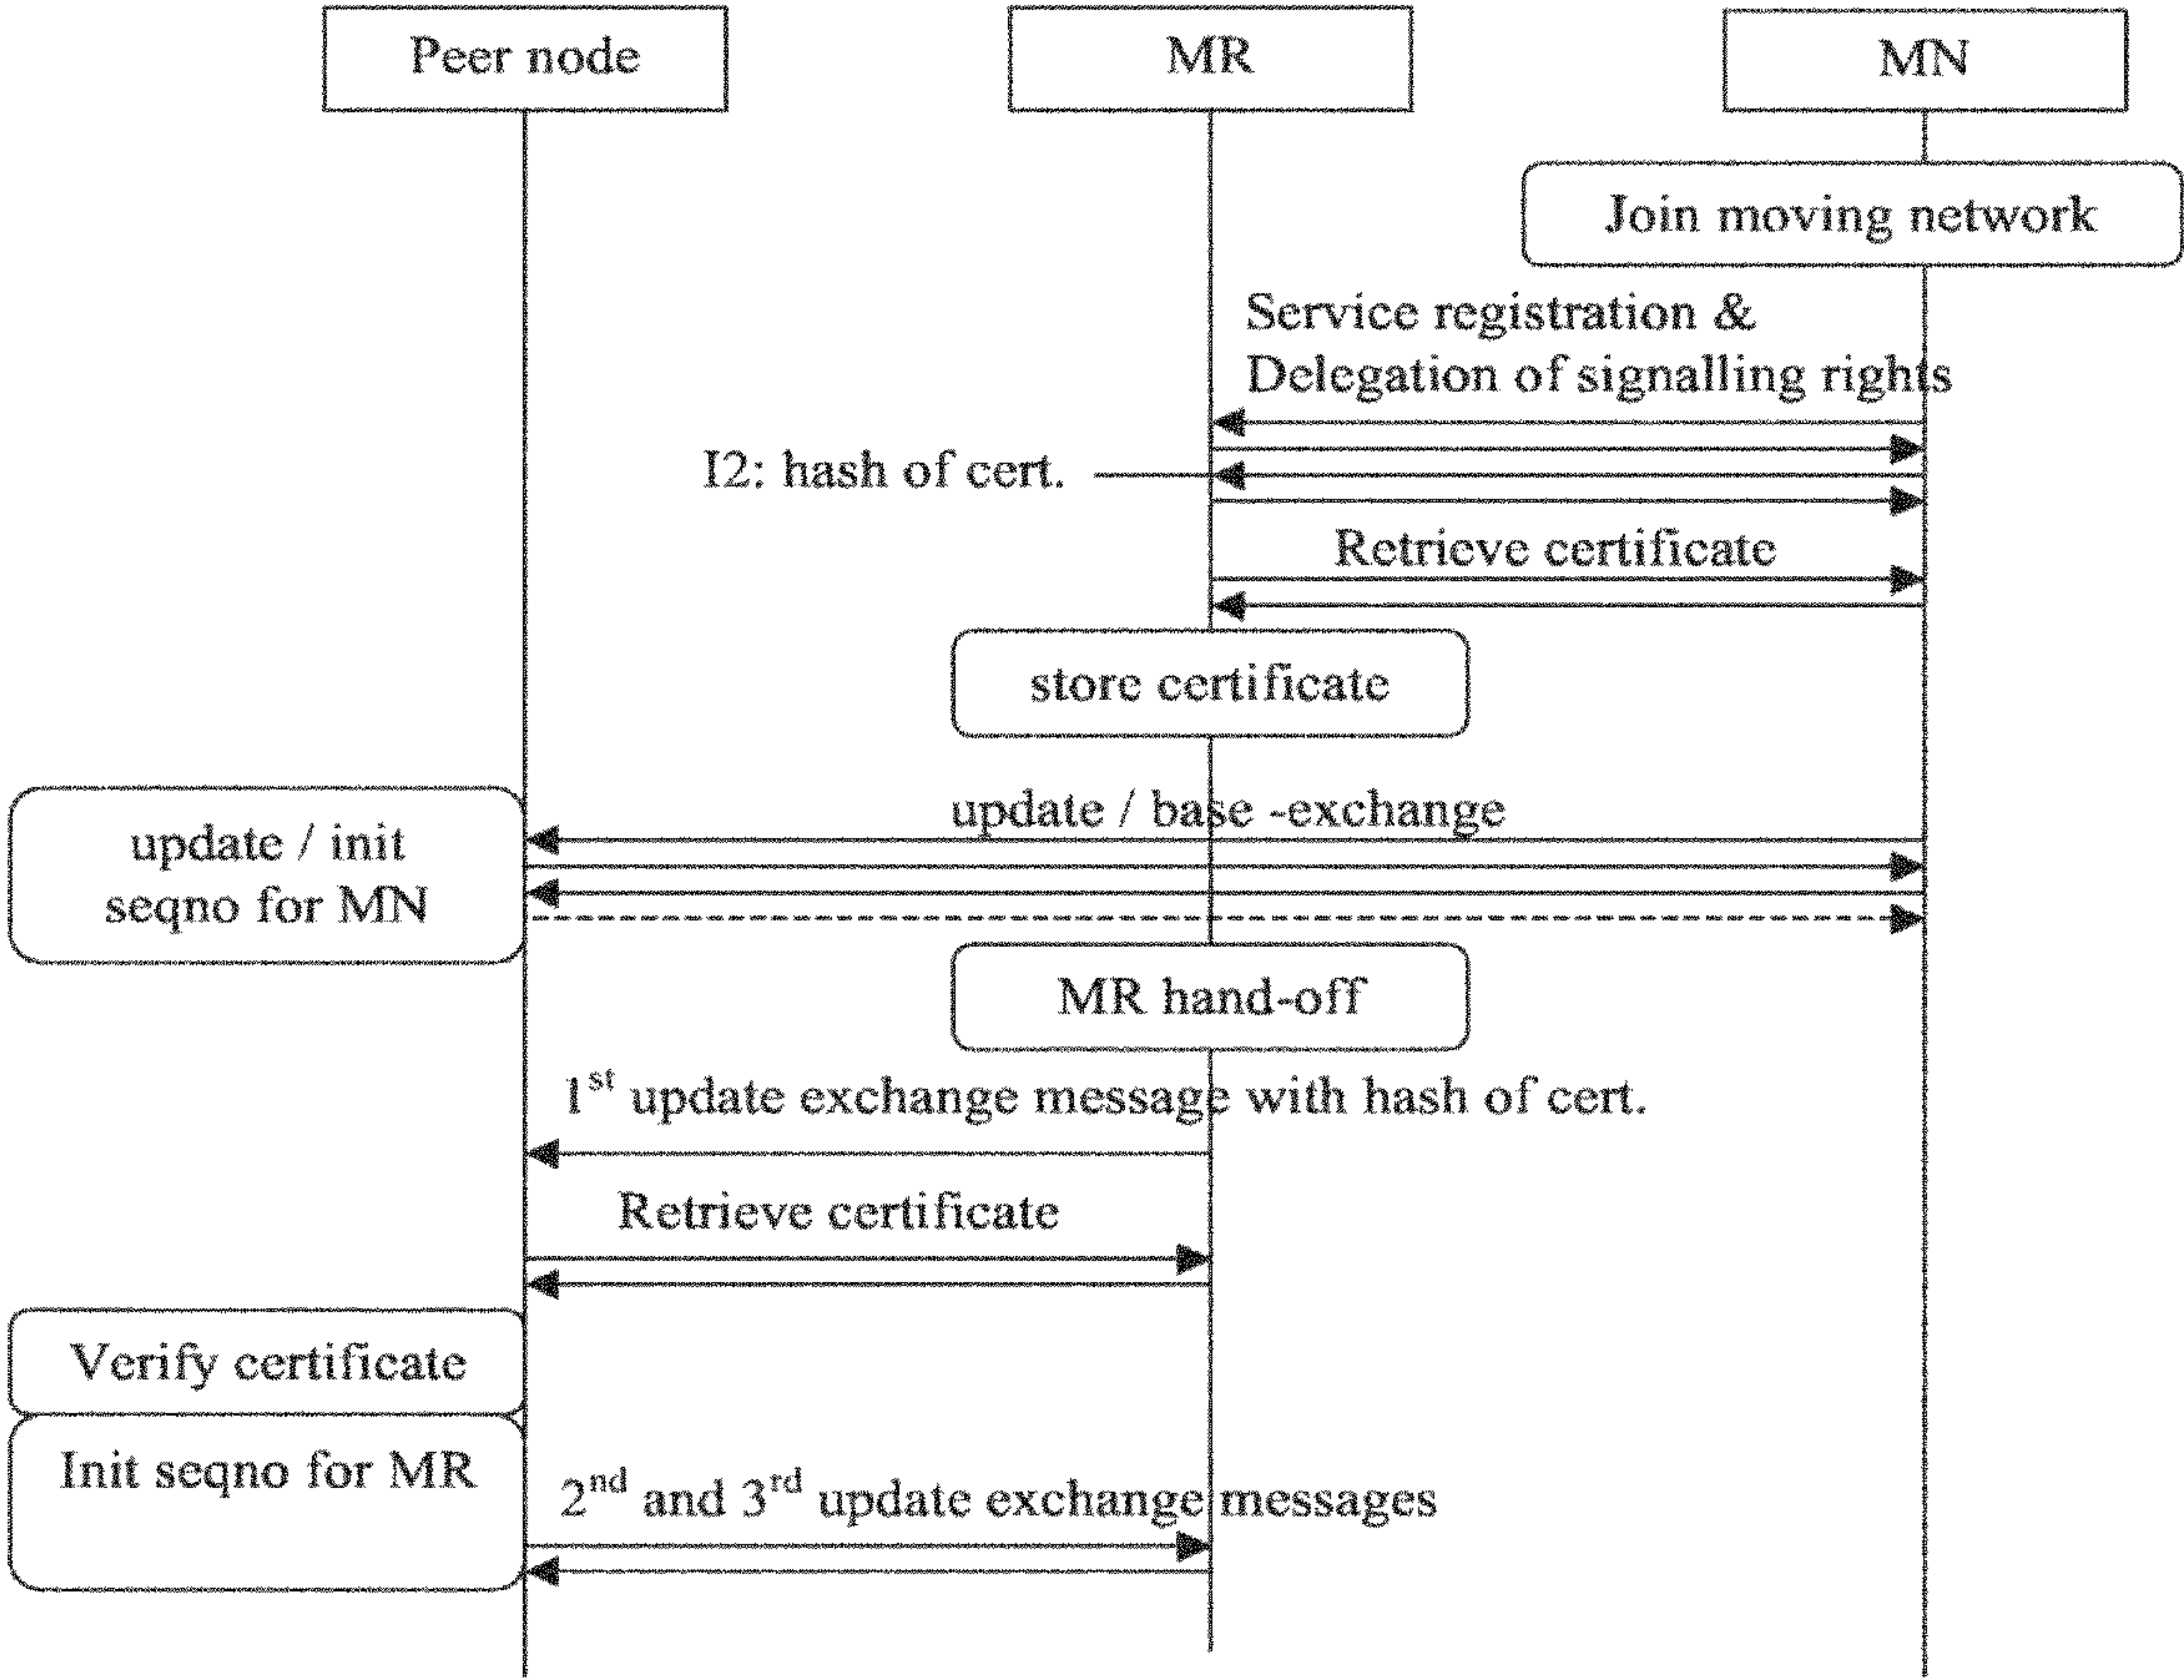 Peer node
MR
MN
Join moving network
Service registration &
Delegation of signalling rights
I2: hash of cert.
Retrieve certificate
store certificate
update / base -exchange
update / init
seqno for MN
MR hand-off
1st update exchange message with hash of cert.
Retrieve certificate
Verify certificate
Init seqno for MR
2nd and 3rd update exchange messages